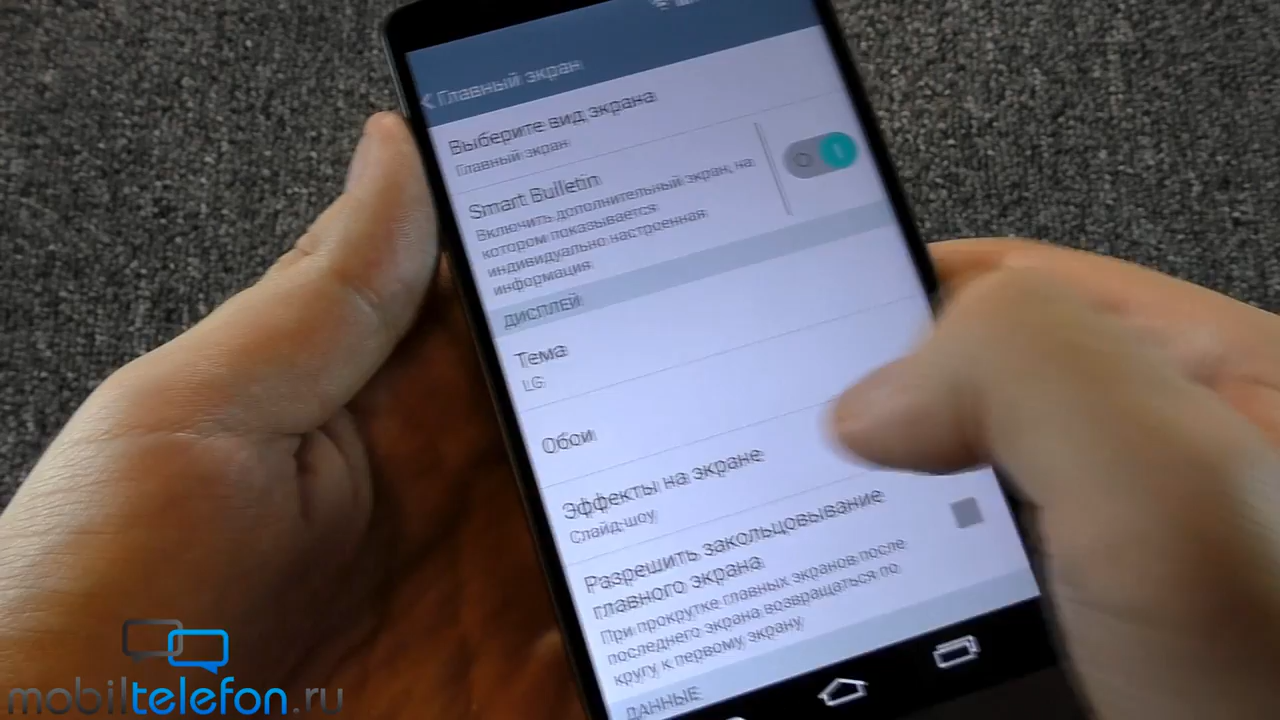 Главный экран
Выберите вид экрана
Главный экран
Smart Bulletin
Включить дополнительный экран, на
котором показывается
индивидуально настроенная
информация
ДИСПЛЕЙ
Тема
LG
Обои
Эффекты на экране
Слайд-шоу
Разрешить закольцовывание
главного экрана
При прокрутке главных экранов после
последнего экрана возвращаться по
кругу к первому экрану
ДАННЫЕ
mobiltelefon.ru